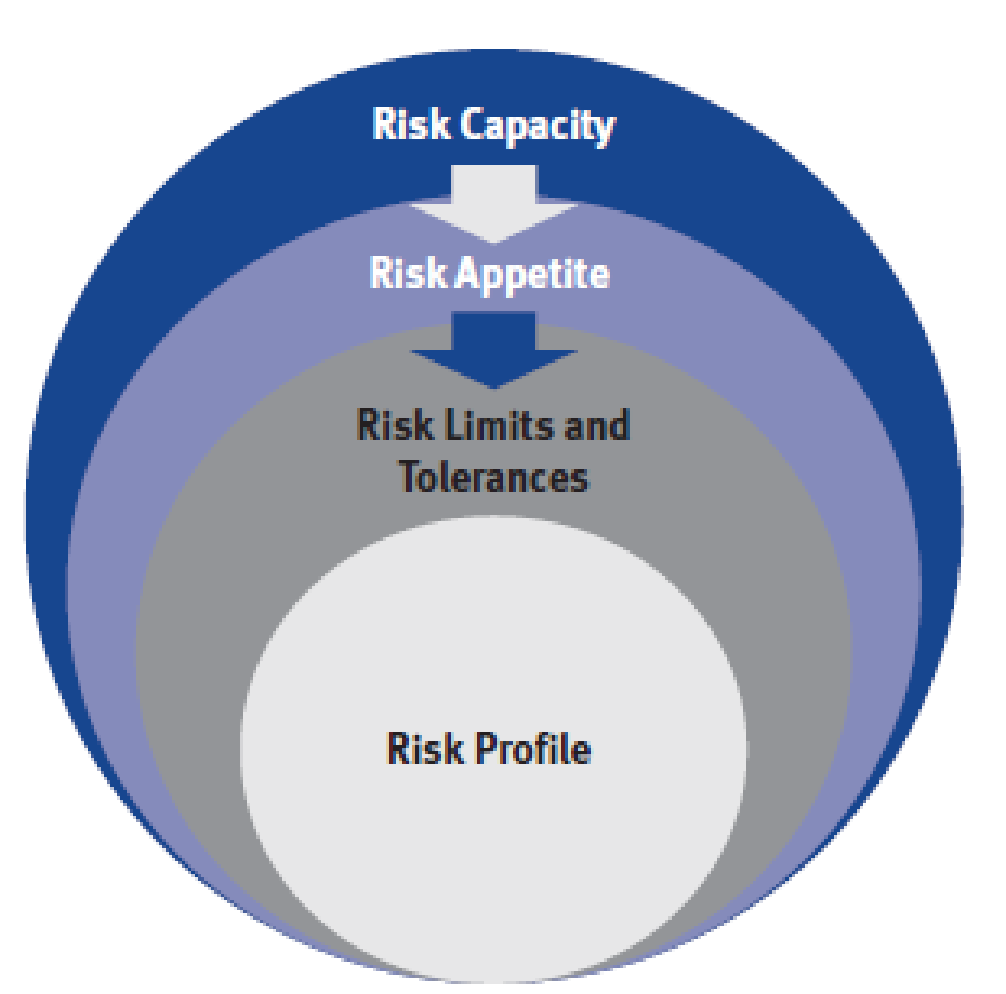 Risk Capacity
Risk Appetite
Risk Limits and
Tolerances
Risk Profile